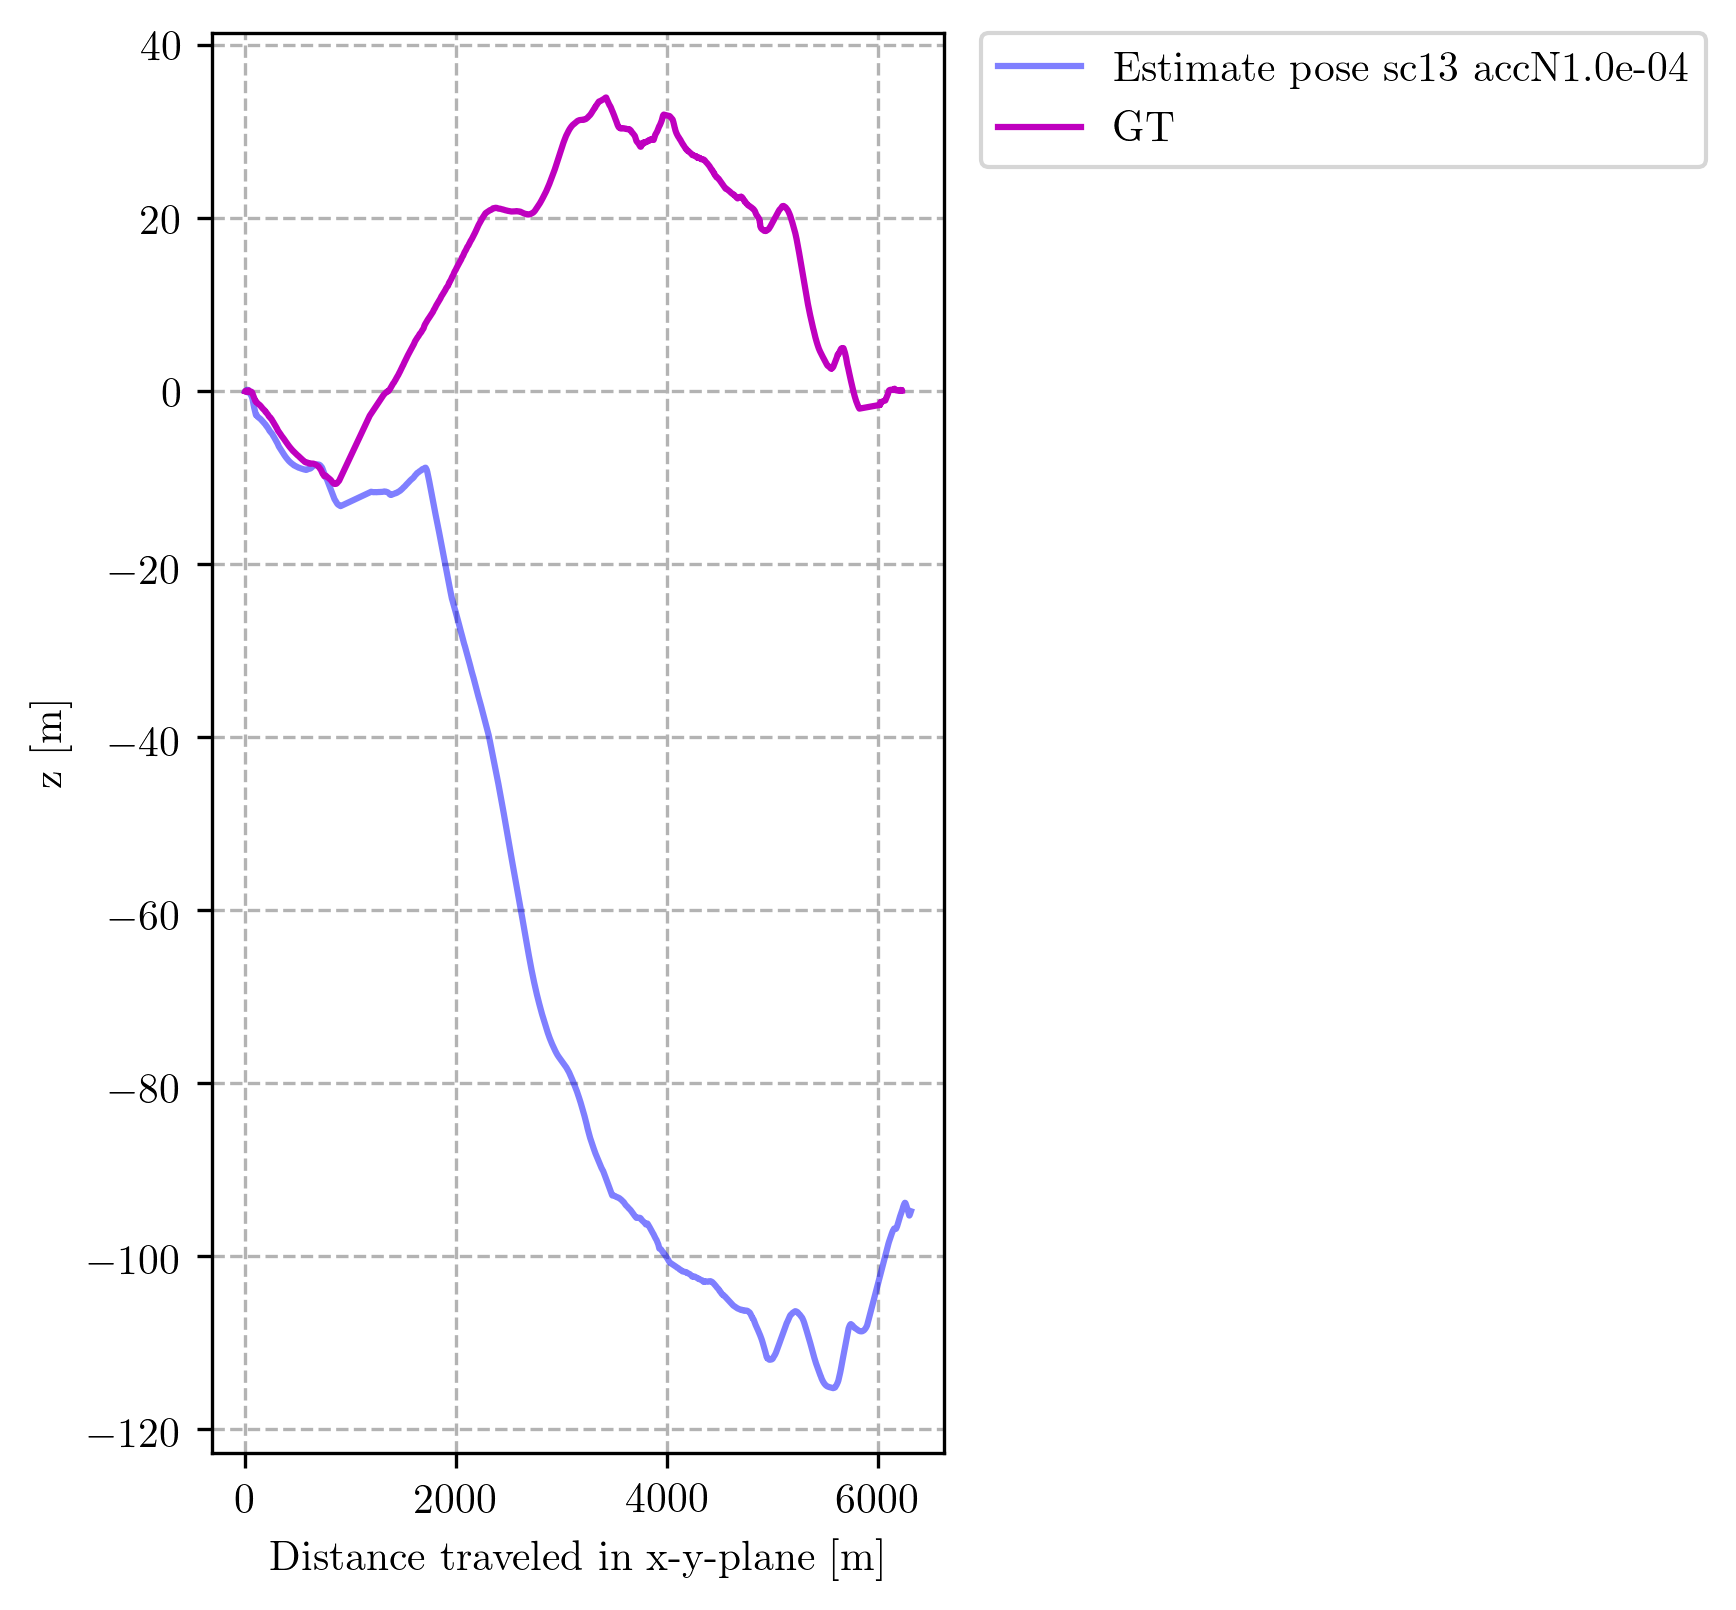 40
20
0
−20
−40
−60
−80
−100
−120
z [m]
0 2000 4000 6000
Distance traveled in x-y-plane [m]
Estimate pose sc13 accN1.0e-04
GT